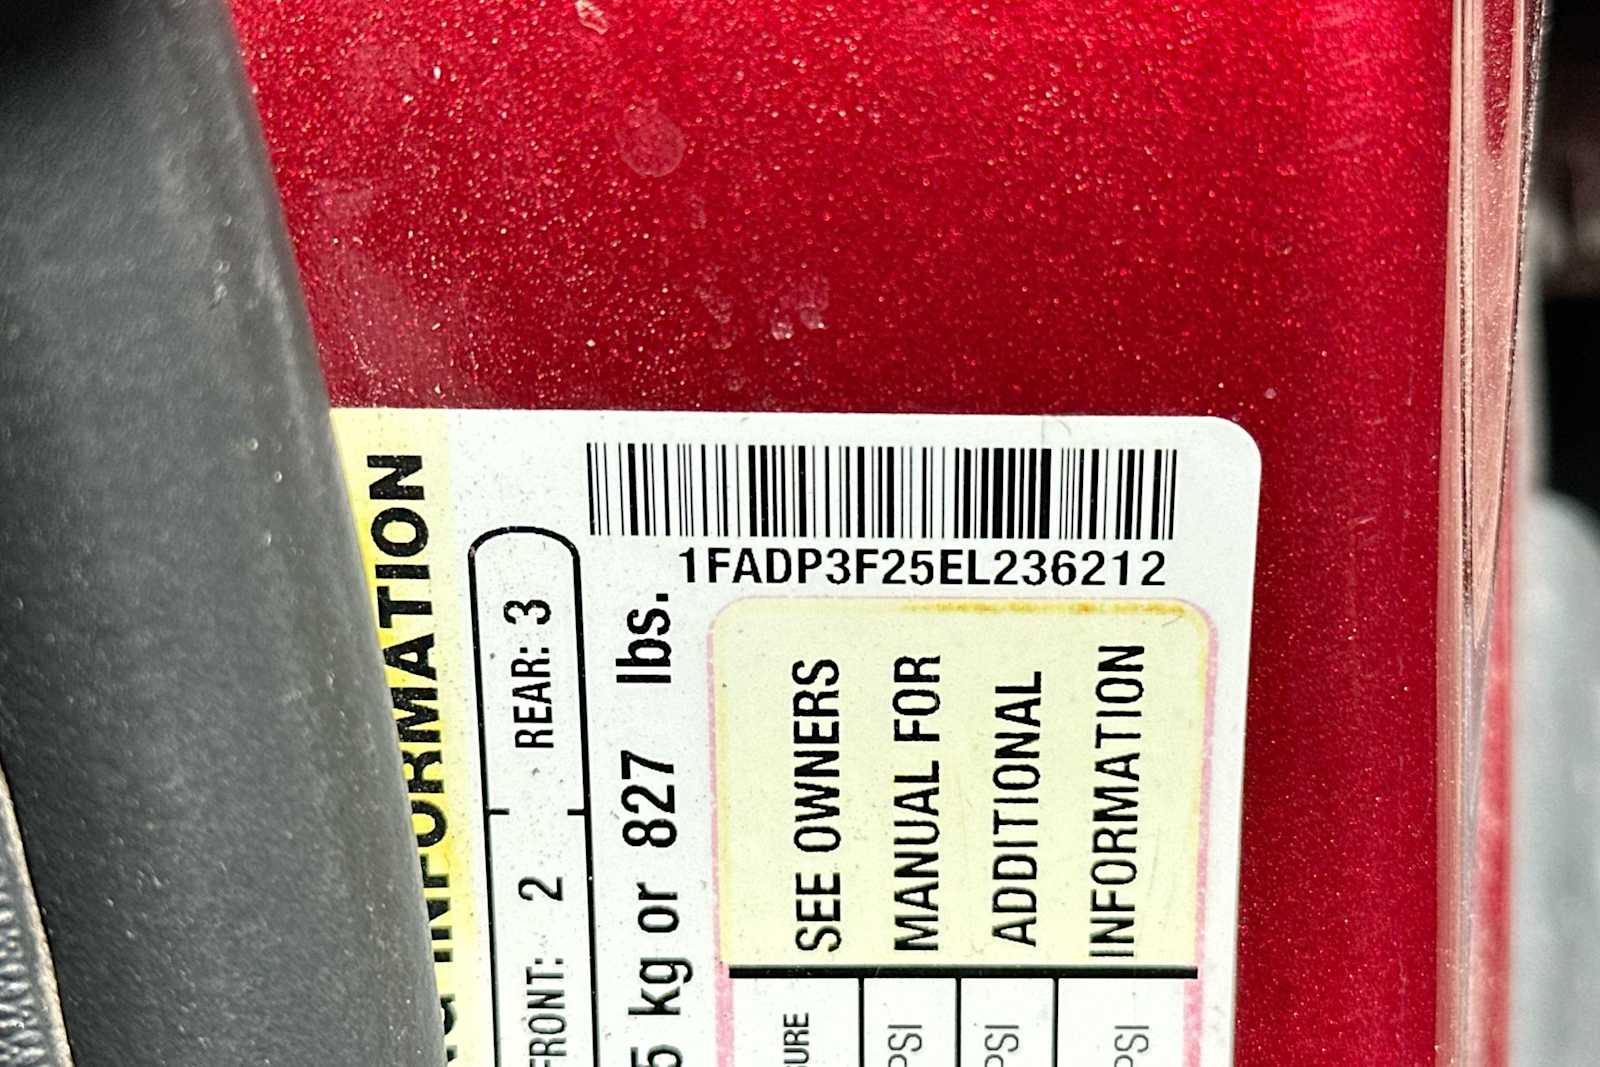 1FADP3F25EL236212
INFORMATION
FRONT: 2 REAR: 3
5 kg or 827 lbs.
SEE OWNERS
MANUAL FOR
ADDITIONAL
INFORMATION
PSI
PSI
PSI